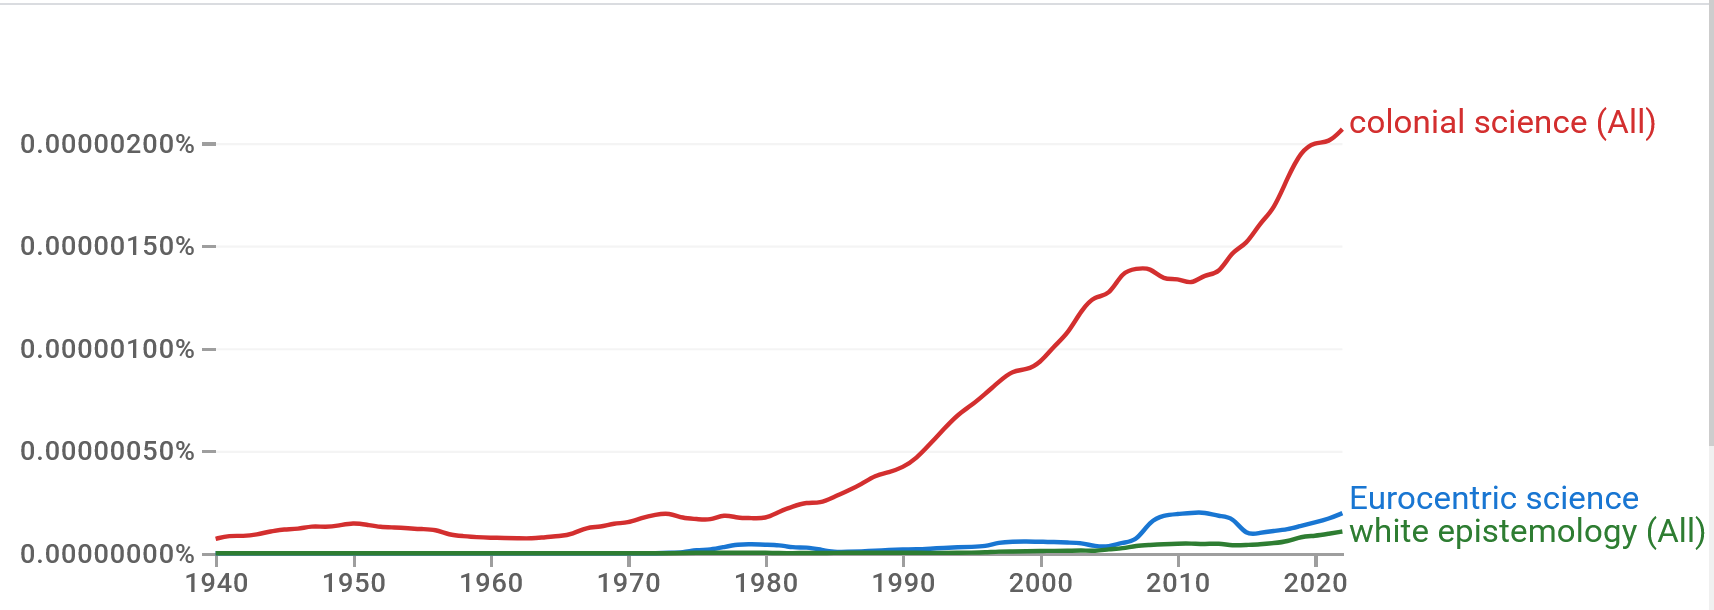 colonial science (All)
0.00000200%
0.00000150%
0.00000100%
0.00000050%
Eurocentric science
white epistemology (All)
0.00000000%
1940 1950 1960 1970 1980 1990 2000 2010 2020